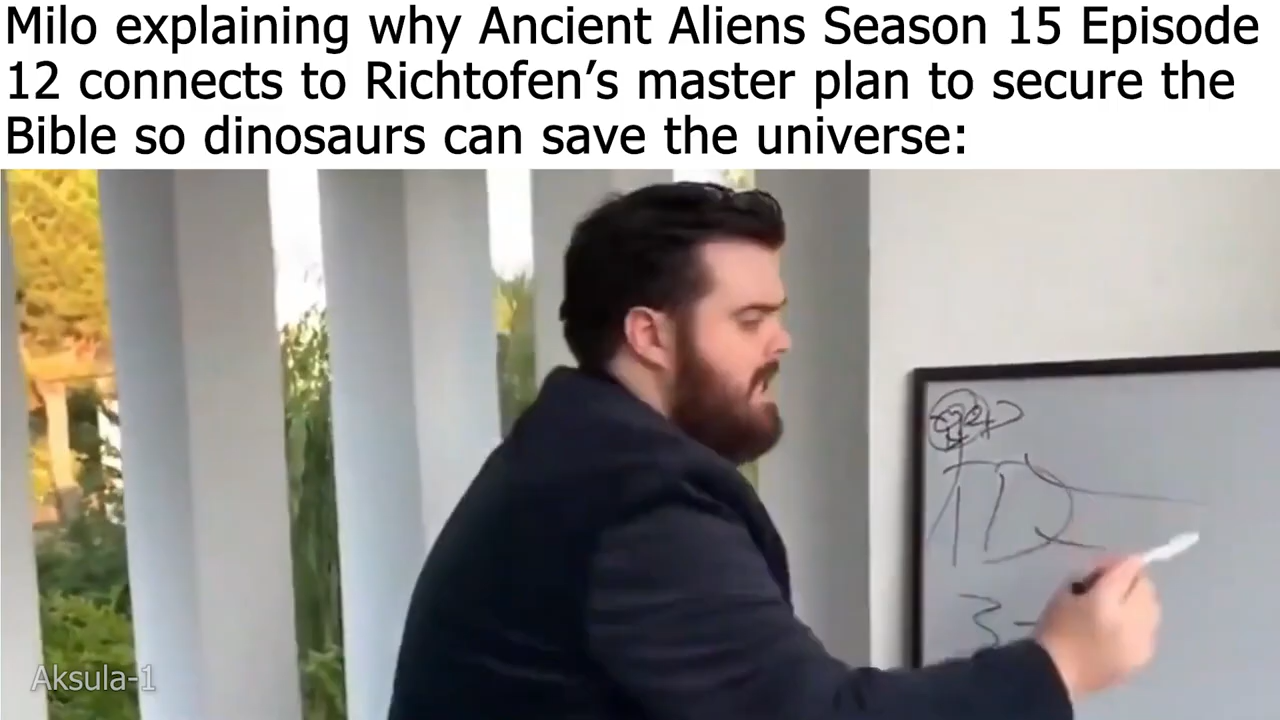 Milo explaining why Ancient Aliens Season 15 Episode
12 connects to Richtofen’s master plan to secure the
Bible so dinosaurs can save the universe:
3
Aksula-1